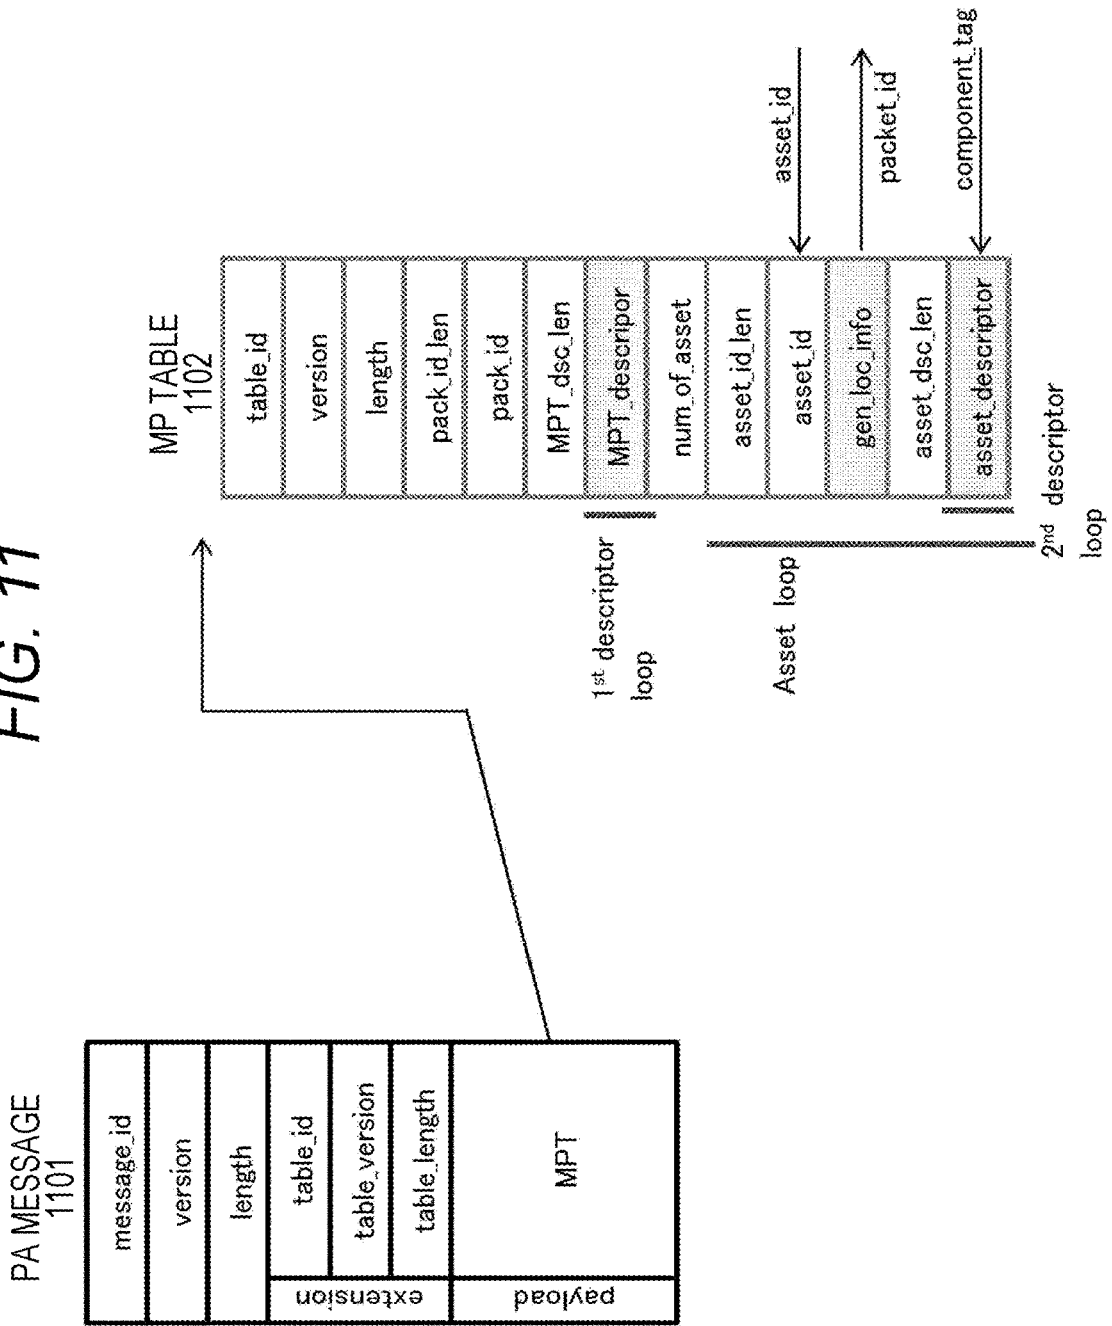 FIG. 11
PA MESSAGE
1101
message_id
version
length
extension
table_id
table_version
table_length
payload
MPT
MP TABLE
1102
table_id
version
length
pack_id_len
pack_id
MPT_dsc_len
MPT_descripor
num_of_asset
asset_id_len
asset_id
gen_loc_info
asset_dsc_len
asset_descriptor
1st descriptor
loop
Asset loop
2nd descriptor
loop
asset_id
packet_id
component_tag